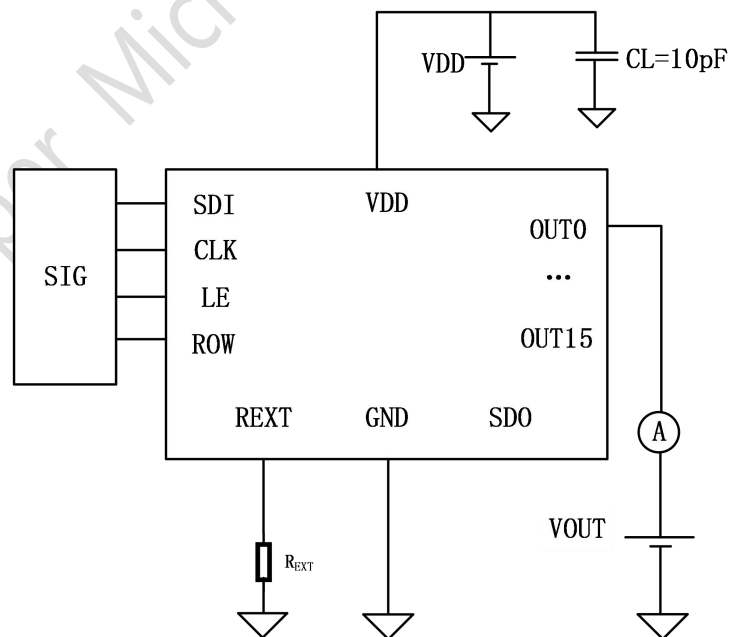 VDD
CL=10pF
SDI
VDD
OUT0
CLK
...
SIG
LE
ROW
OUT15
REXT
GND
SDO
A
VOUT
REXT